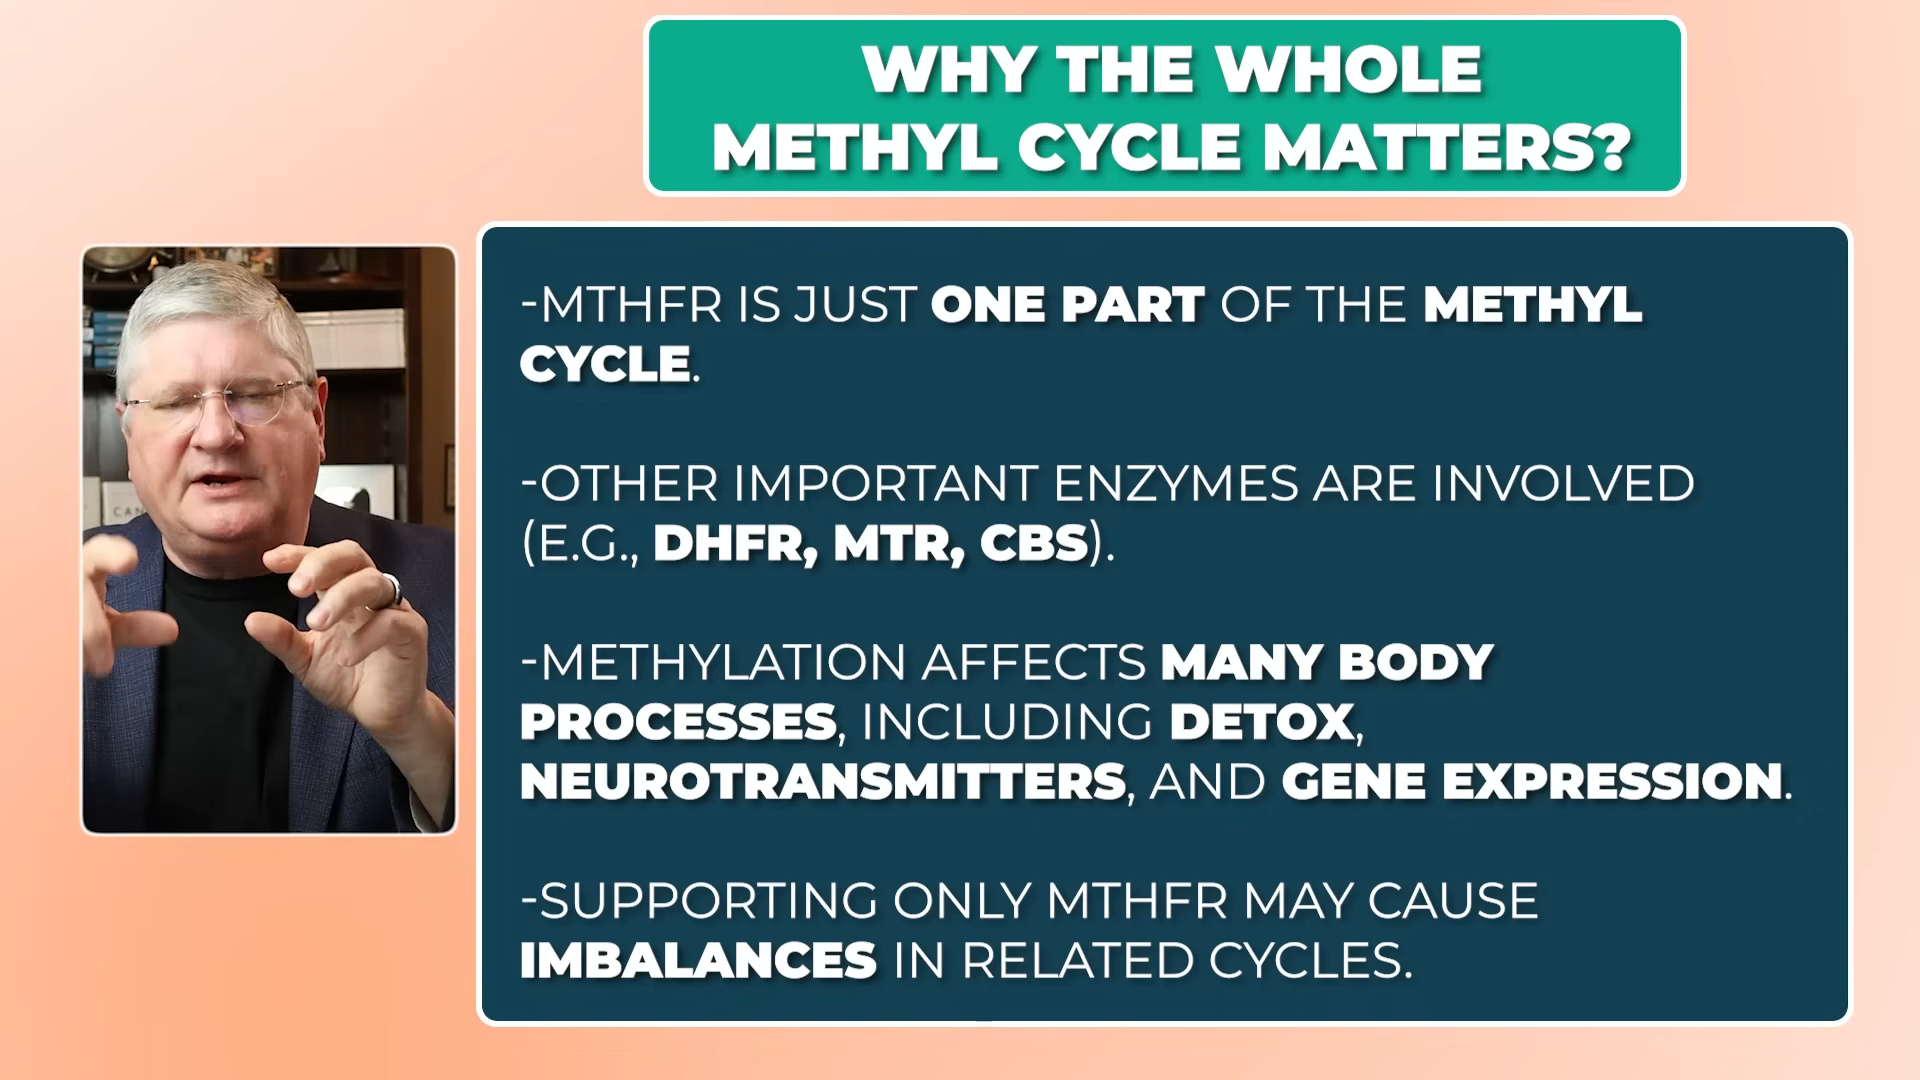 WHY THE WHOLE
METHYL CYCLE MATTERS?
-MTHFR IS JUST ONE PART OF THE METHYL
CYCLE.
-OTHER IMPORTANT ENZYMES ARE INVOLVED
(E.G., DHFR, MTR, CBS).
-METHYLATION AFFECTS MANY BODY
PROCESSES, INCLUDING DETOX,
NEUROTRANSMITTERS, AND GENE EXPRESSION.
-SUPPORTING ONLY MTHFR MAY CAUSE
IMBALANCES IN RELATED CYCLES.